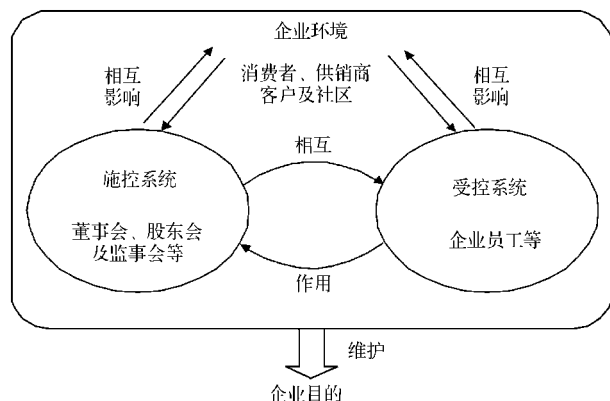 企业环境
消费者、供销商
客户及社区
相互
影响
相互
影响
相互
施控系统
董事会、股东会
及监事会等
受控系统
企业员工等
作用
维护
企业目的